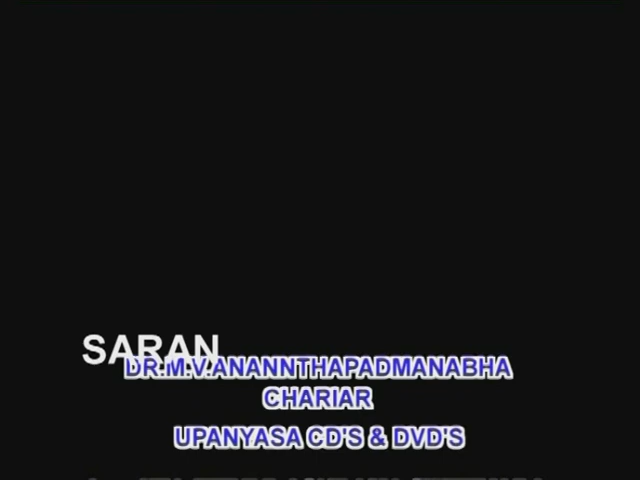 SARAN
DR.M.V.ANANNTHAPADMANABHA
CHARIAR
UPANYASA CD'S & DVD'S